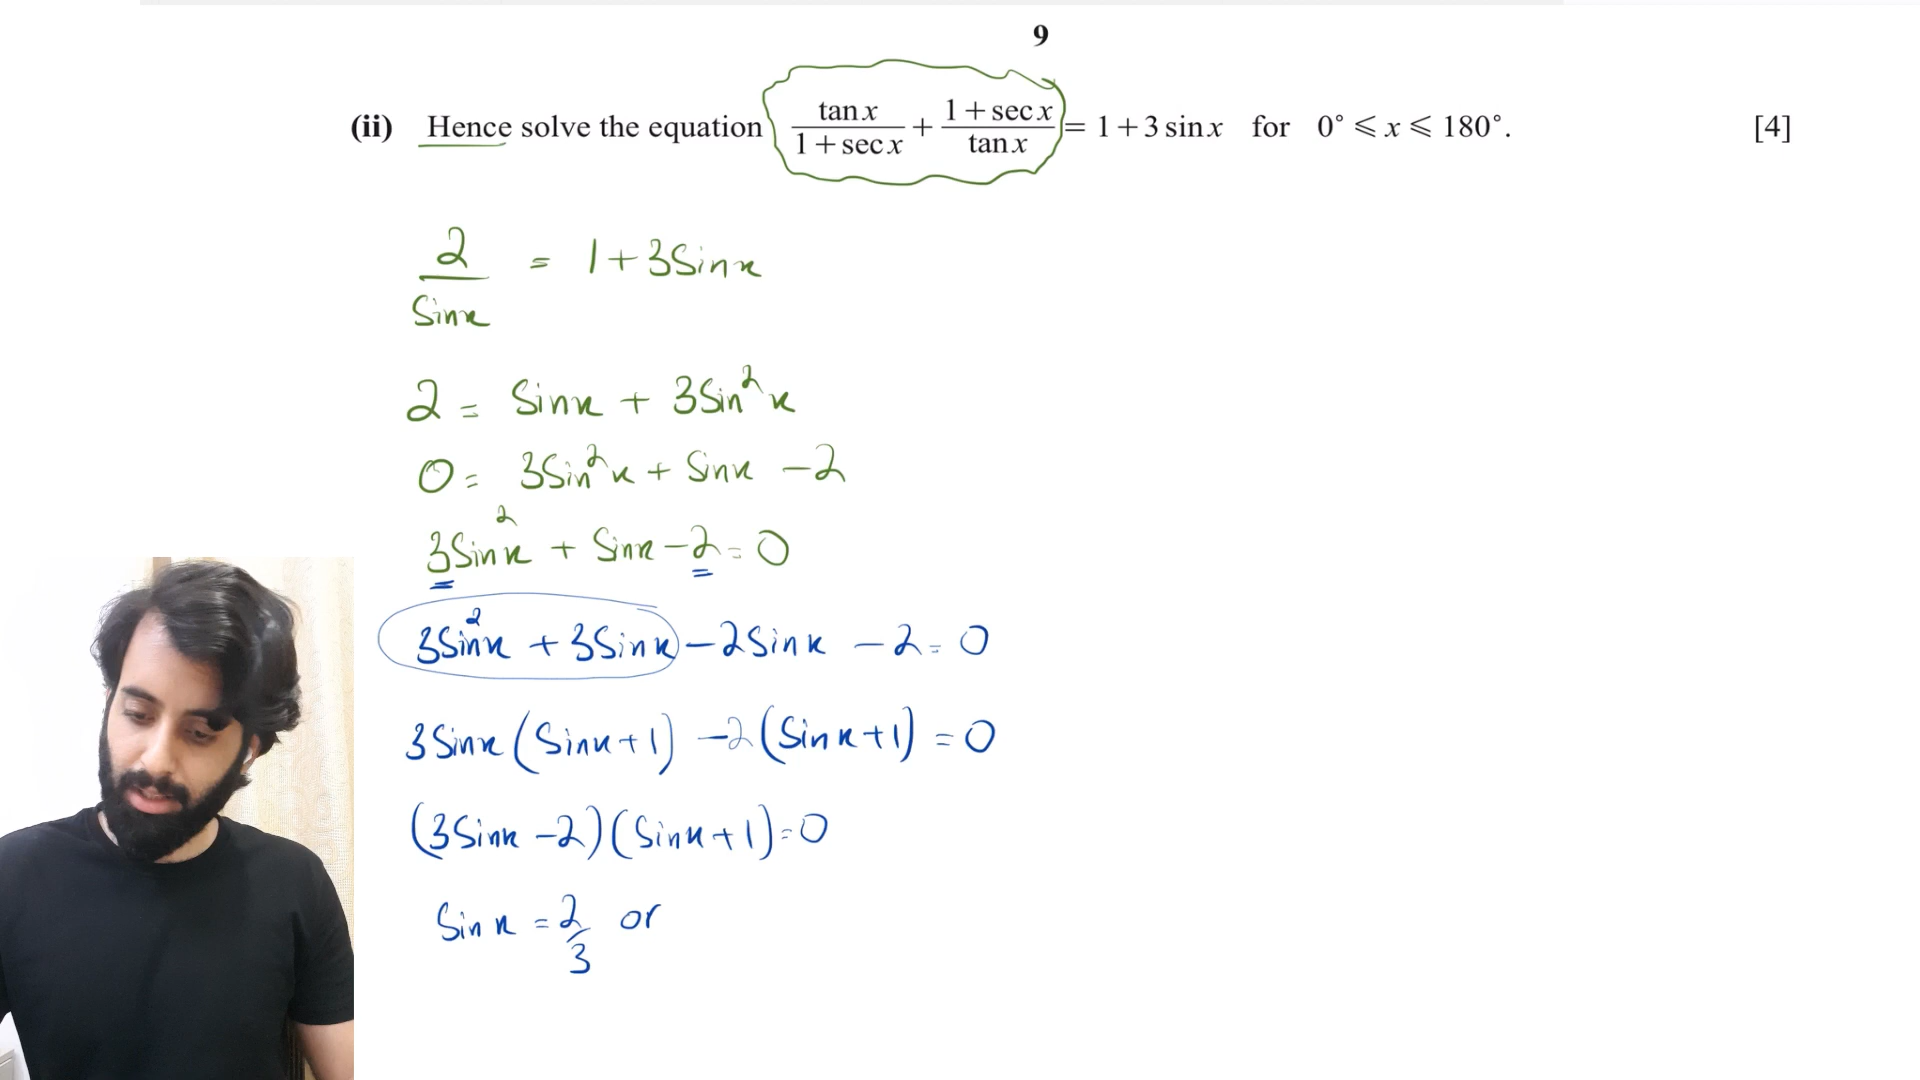 9
(ii) Hence solve the equation tan x / (1 + sec x) + (1 + sec x) / tan x = 1 + 3 sin x for 0° ⩽ x ⩽ 180°. [4]
2 / Sinx = 1 + 3Sinx
2 = Sinx + 3Sin²x
0 = 3Sin²x + Sinx - 2
3Sin²x + Sinx - 2 = 0
3Sin²x + 3Sinx - 2Sinx - 2 = 0
3Sinx (Sinx + 1) - 2 (Sinx + 1) = 0
(3Sinx - 2)(Sinx + 1) = 0
Sinx = 2/3 or